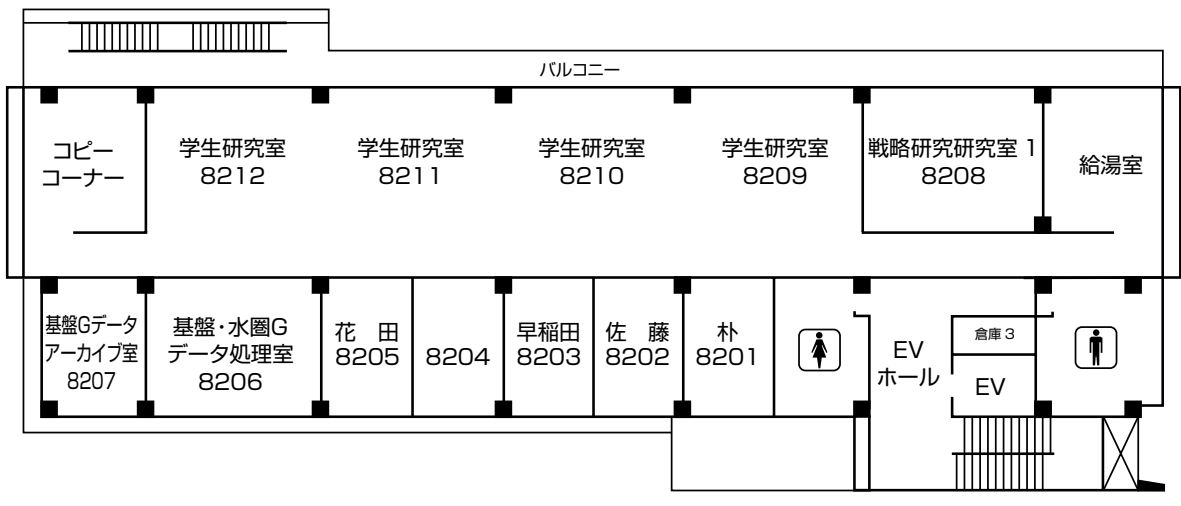 バルコニー
コピー
コーナー
学生研究室
8212
学生研究室
8211
学生研究室
8210
学生研究室
8209
戦略研究研究室 1
8208
給湯室
基盤Gデータ
アーカイブ室
8207
基盤・水圏G
データ処理室
8206
花　田
8205
8204
早稲田
8203
佐　藤
8202
朴
8201
EV
ホール
倉庫 3
EV